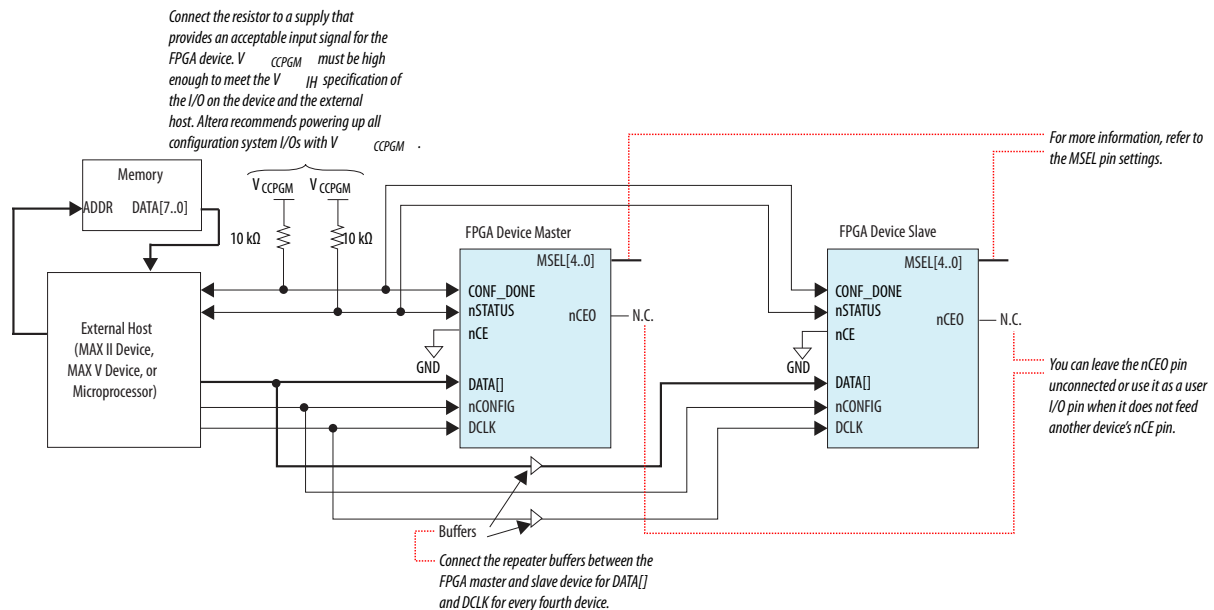 Connect the resistor to a supply that
provides an acceptable input signal for the
FPGA device. V CCPGM must be high
enough to meet the V IH specification of
the I/O on the device and the external
host. Altera recommends powering up all
configuration system I/Os with V CCPGM .
For more information, refer to
the MSEL pin settings.
Memory
ADDR DATA[7..0]
V CCPGM V CCPGM
10 kΩ 10 kΩ
FPGA Device Master
MSEL[4..0]
CONF_DONE
nSTATUS
nCE
nCEO N.C.
GND
DATA[]
nCONFIG
DCLK
FPGA Device Slave
MSEL[4..0]
CONF_DONE
nSTATUS
nCE
nCEO N.C.
GND
DATA[]
nCONFIG
DCLK
External Host
(MAX II Device,
MAX V Device, or
Microprocessor)
You can leave the nCEO pin
unconnected or use it as a user
I/O pin when it does not feed
another device's nCE pin.
Buffers
Connect the repeater buffers between the
FPGA master and slave device for DATA[]
and DCLK for every fourth device.